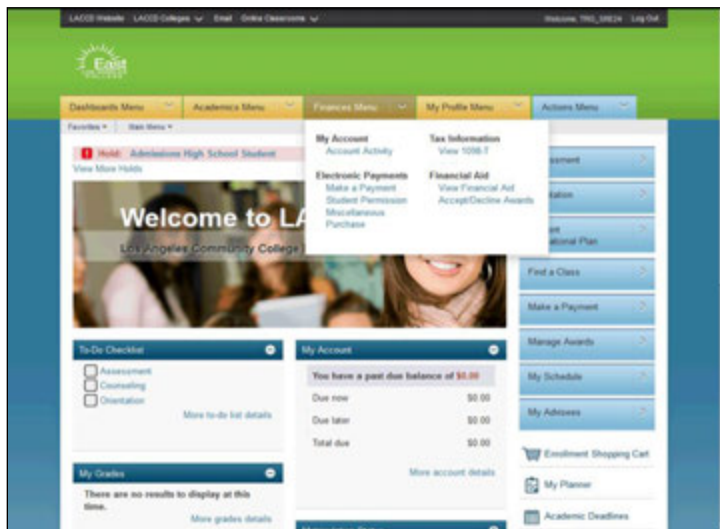 LACCD Website LACCD Colleges Email Online Classrooms Welcome, Log Out
East
Dashboards Menu Academics Menu Finances Menu My Profile Menu Actions Menu
Favorites Main Menu
My Account
Account Activity
Electronic Payments
Make a Payment
Student Permission
Miscellaneous
Purchase
Tax Information
View 1098-T
Financial Aid
View Financial Aid
Accept/Decline Awards
Hold: Admissions High School Student
View More Holds
Welcome to LA
Los Angeles Community College
Find a Class
Make a Payment
Manage Awards
My Schedule
My Advisees
Enrollment Shopping Cart
My Planner
Academic Deadlines
To-Do Checklist
Assessment
Counseling
Orientation
More to-do list details
My Account
You have a past due balance of $0.00
Due now $0.00
Due later $0.00
Total due $0.00
More account details
My Grades
There are no results to display at this
time.
More grades details